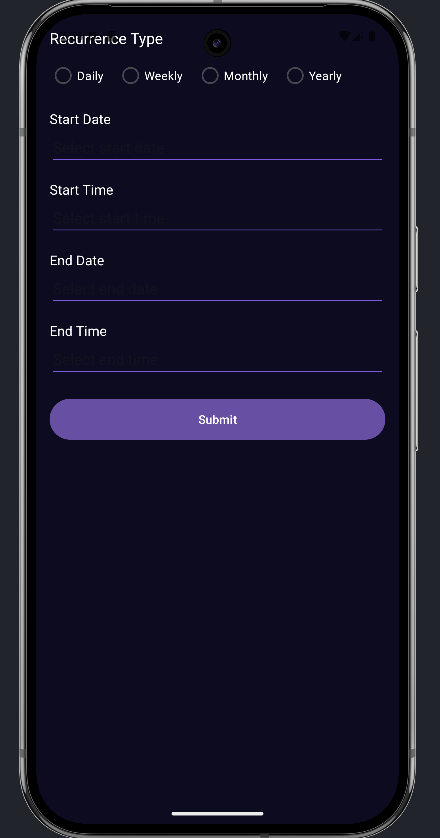 Recurrence Type
Daily Weekly Monthly Yearly
Start Date
Select start date
Start Time
Select start time
End Date
Select end date
End Time
Select end time
Submit